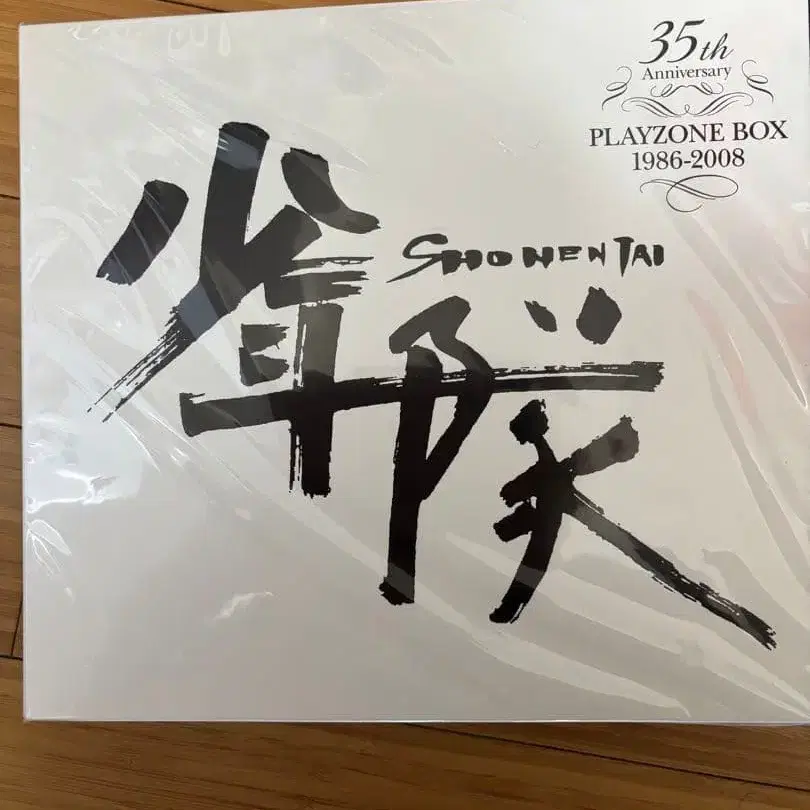 35th
Anniversary
PLAYZONE BOX
1986-2008
SHONENTAI
少年隊